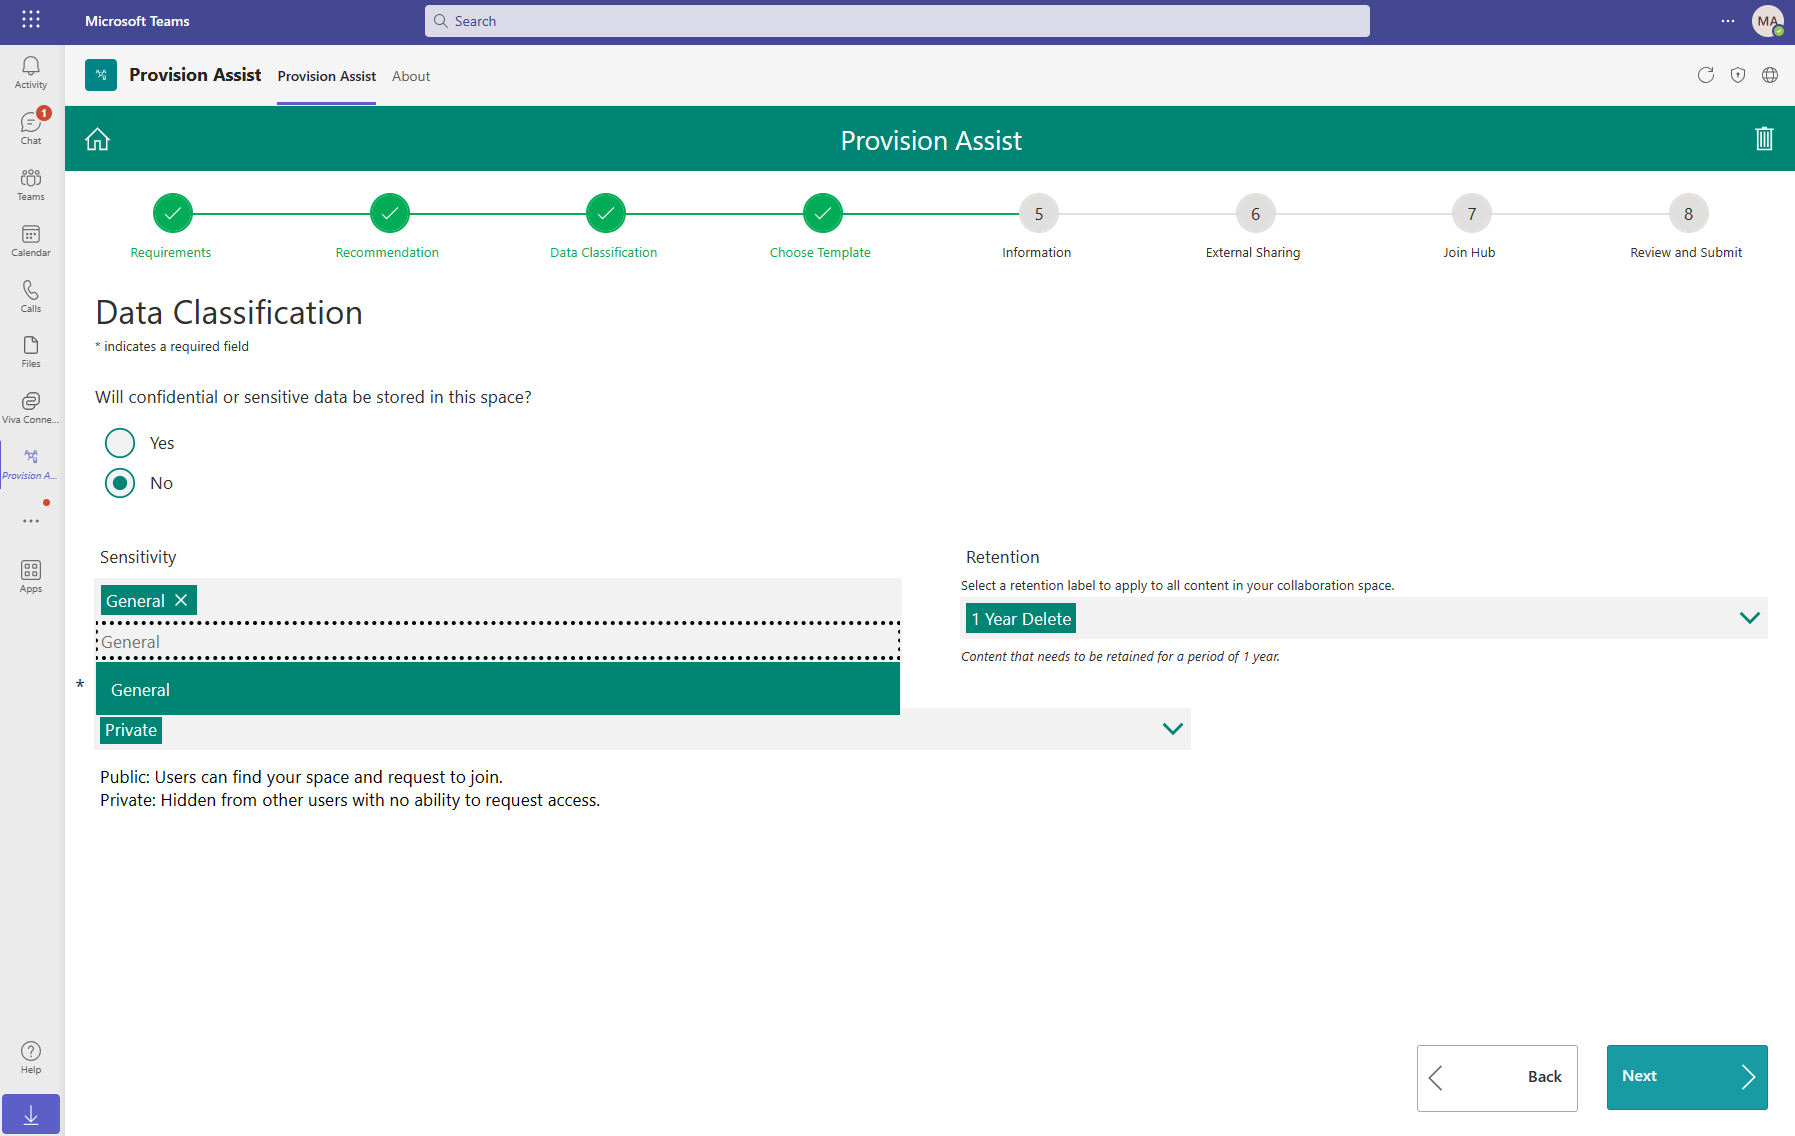 Microsoft Teams
Search
MA
Activity
1
Chat
Teams
Calendar
Calls
Files
Viva Conne...
Provision A...
Apps
Help
Provision Assist
Provision Assist
About
Provision Assist
5
6
7
8
Requirements
Recommendation
Data Classification
Choose Template
Information
External Sharing
Join Hub
Review and Submit
Data Classification
* indicates a required field
Will confidential or sensitive data be stored in this space?
Yes
No
Sensitivity
General
General
General
*
Private
Public: Users can find your space and request to join.
Private: Hidden from other users with no ability to request access.
Retention
Select a retention label to apply to all content in your collaboration space.
1 Year Delete
Content that needs to be retained for a period of 1 year.
Back
Next